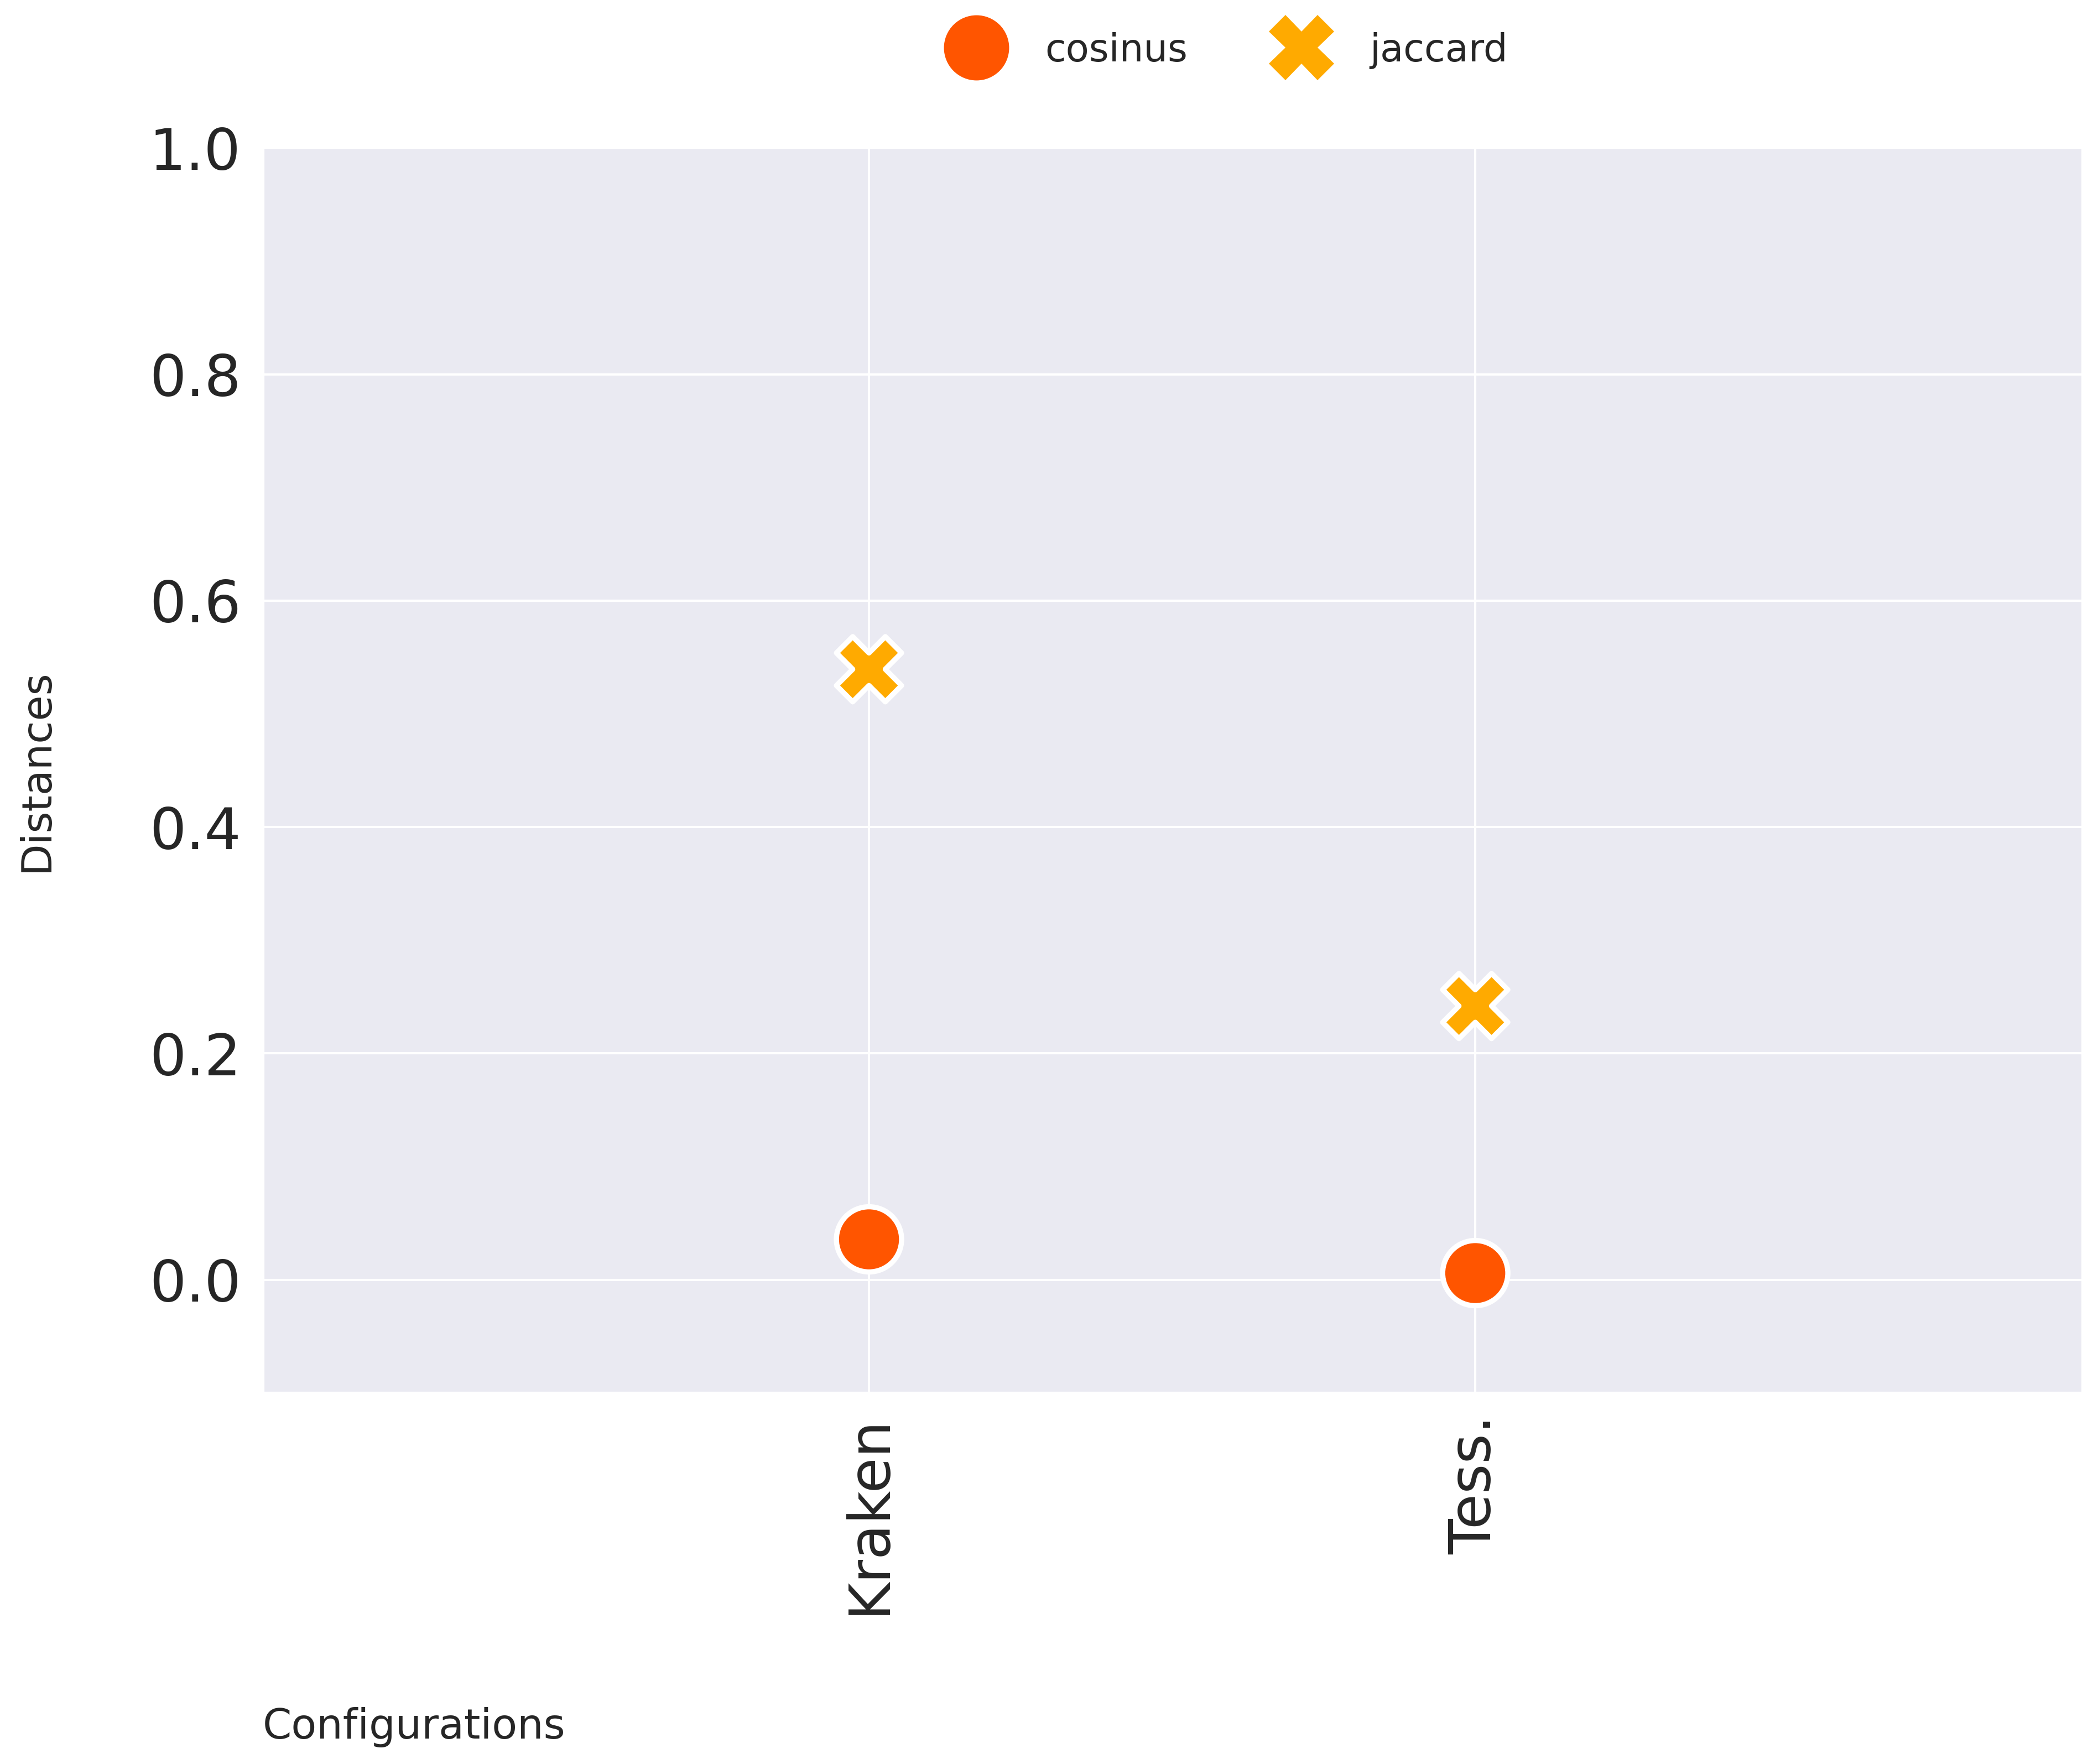 cosinus jaccard
1.0
0.8
0.6
0.4
0.2
0.0
Distances
Kraken
Tess.
Configurations